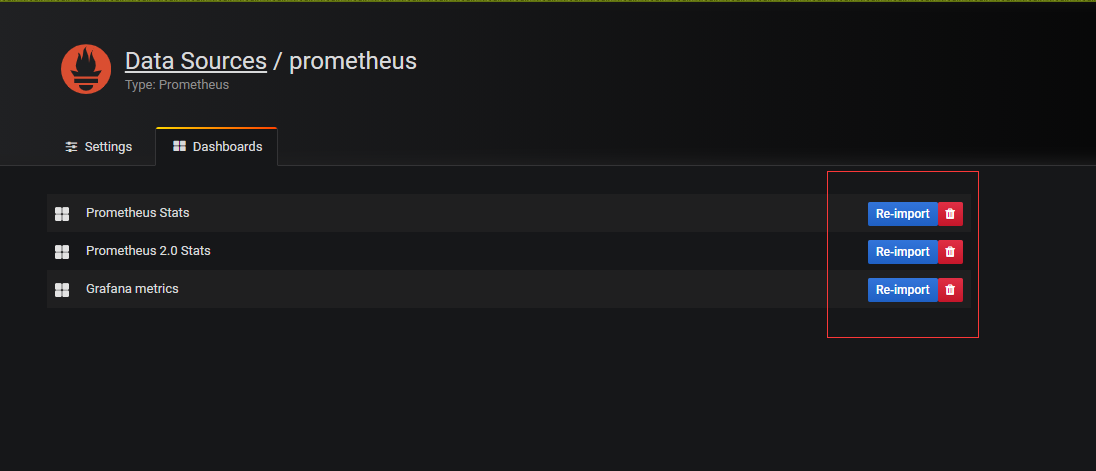 Data Sources / prometheus
Type: Prometheus
Settings
Dashboards
Prometheus Stats
Re-import
Prometheus 2.0 Stats
Re-import
Grafana metrics
Re-import